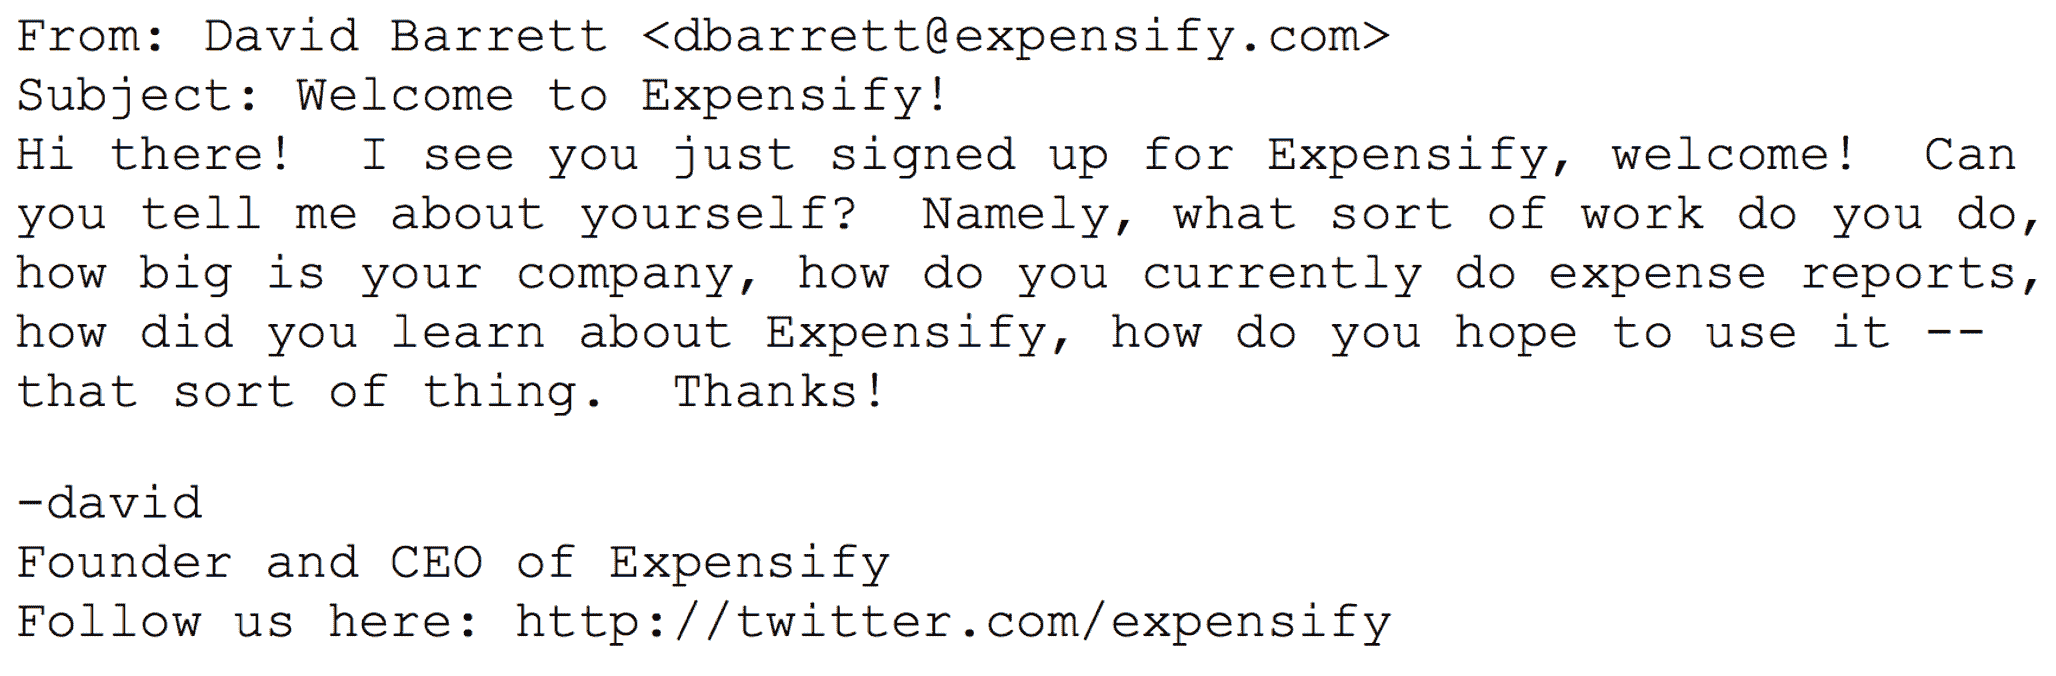 From: David Barrett <dbarrett@expensify.com>
Subject: Welcome to Expensify!
Hi there!  I see you just signed up for Expensify, welcome!  Can
you tell me about yourself?  Namely, what sort of work do you do,
how big is your company, how do you currently do expense reports,
how did you learn about Expensify, how do you hope to use it --
that sort of thing.  Thanks!

-david
Founder and CEO of Expensify
Follow us here: http://twitter.com/expensify